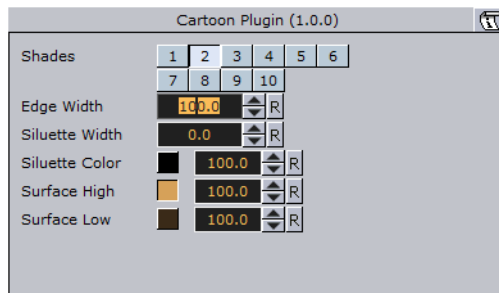 Cartoon Plugin (1.0.0)
Shades 1 2 3 4 5 6
7 8 9 10
Edge Width 100.0 R
Siluette Width 0.0 R
Siluette Color 100.0 R
Surface High 100.0 R
Surface Low 100.0 R